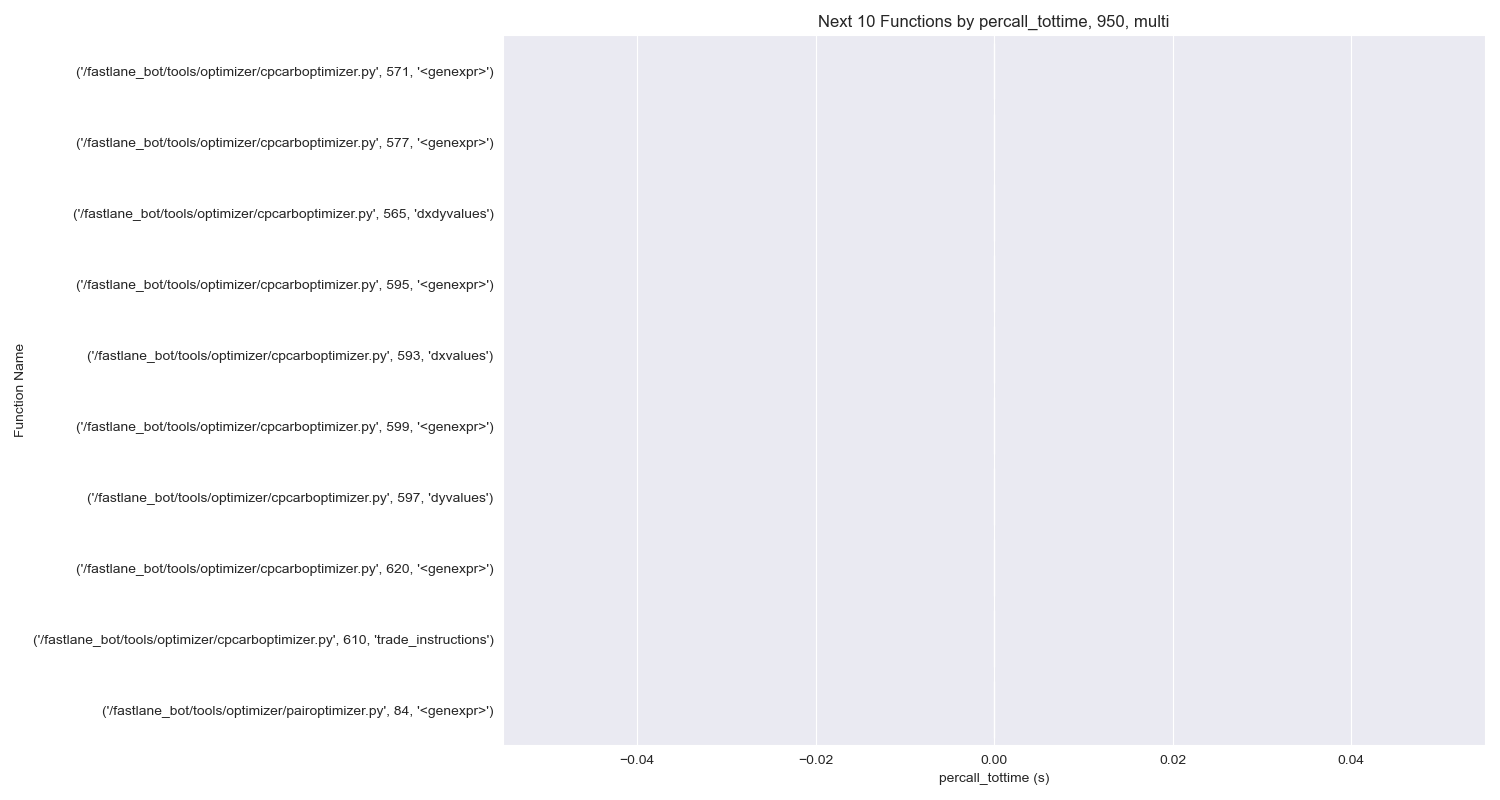 Next 10 Functions by percall_tottime, 950, multi
('/fastlane_bot/tools/optimizer/cpcarboptimizer.py', 571, '<genexpr>')
('/fastlane_bot/tools/optimizer/cpcarboptimizer.py', 577, '<genexpr>')
('/fastlane_bot/tools/optimizer/cpcarboptimizer.py', 565, 'dxdyvalues')
('/fastlane_bot/tools/optimizer/cpcarboptimizer.py', 595, '<genexpr>')
('/fastlane_bot/tools/optimizer/cpcarboptimizer.py', 593, 'dxvalues')
('/fastlane_bot/tools/optimizer/cpcarboptimizer.py', 599, '<genexpr>')
('/fastlane_bot/tools/optimizer/cpcarboptimizer.py', 597, 'dyvalues')
('/fastlane_bot/tools/optimizer/cpcarboptimizer.py', 620, '<genexpr>')
('/fastlane_bot/tools/optimizer/cpcarboptimizer.py', 610, 'trade_instructions')
('/fastlane_bot/tools/optimizer/pairoptimizer.py', 84, '<genexpr>')
Function Name
−0.04 −0.02 0.00 0.02 0.04
percall_tottime (s)